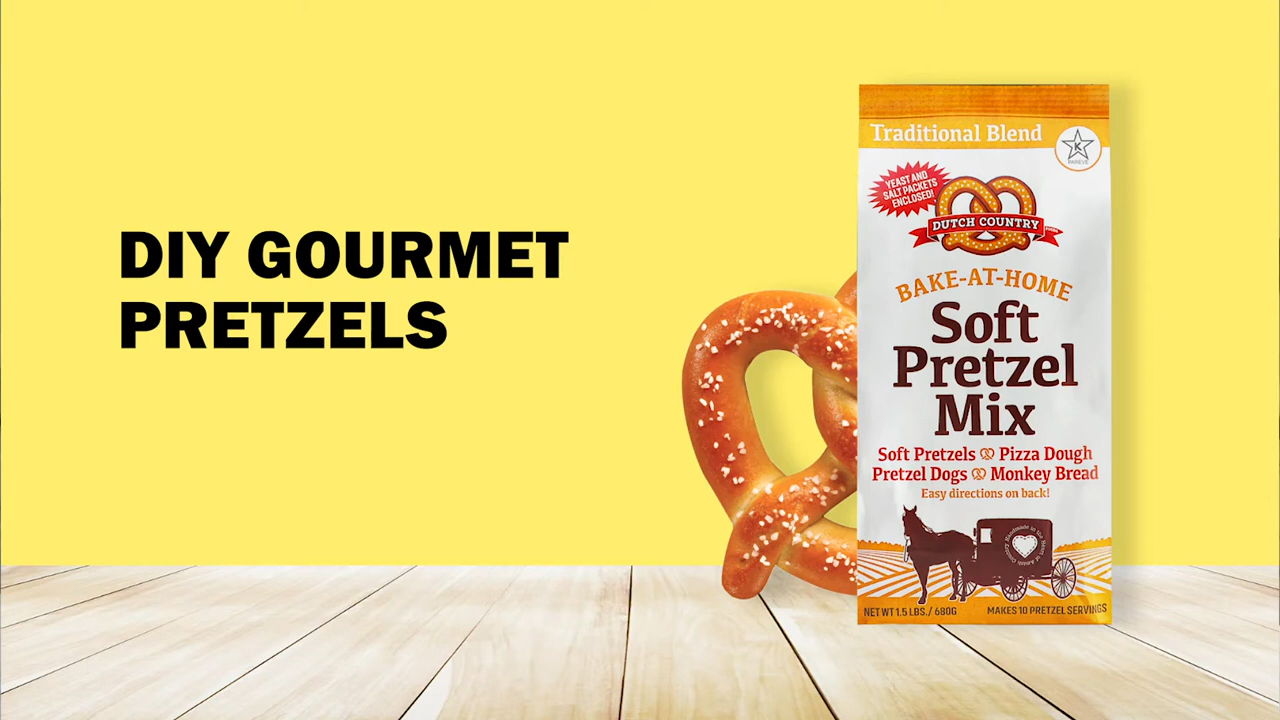 DIY GOURMET
PRETZELS
Traditional Blend
K
PAREVE
YEAST AND
SALT PACKETS
ENCLOSED!
DUTCH COUNTRY
BAKE-AT-HOME
Soft
Pretzel
Mix
Soft Pretzels Pizza Dough
Pretzel Dogs Monkey Bread
Easy directions on back!
NET WT 1.5 LBS./ 680G
MAKES 10 PRETZEL SERVINGS